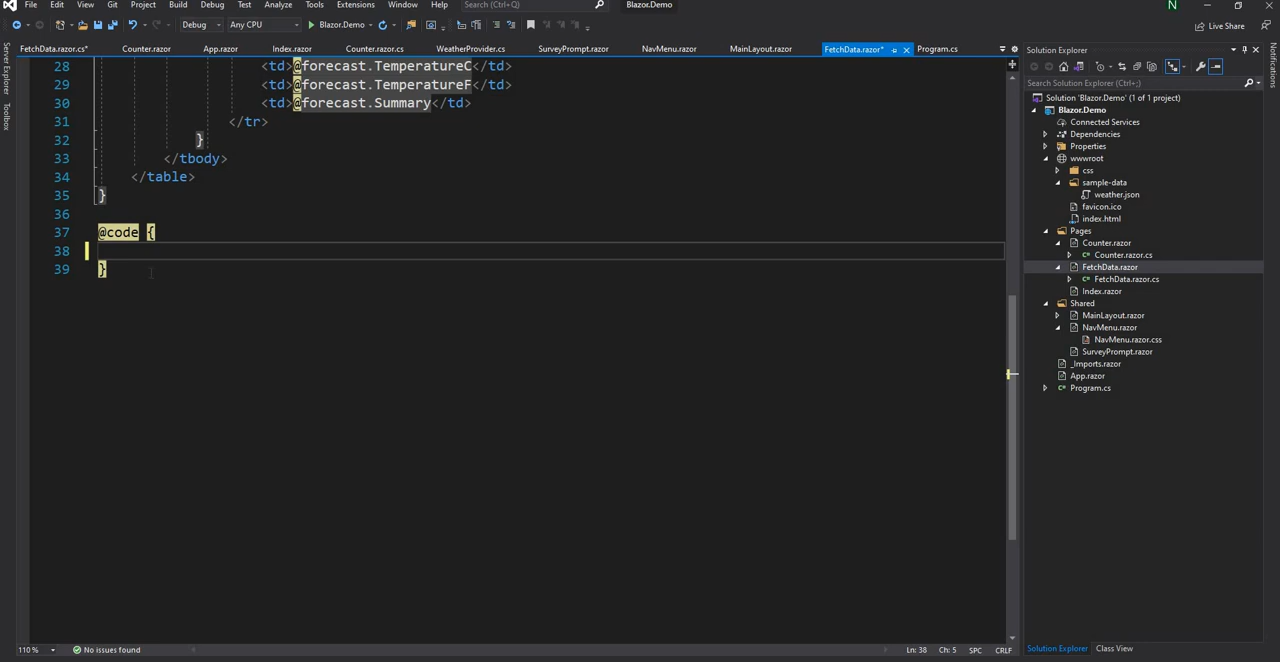 File Edit View Git Project Build Debug Test Analyze Tools Extensions Window Help Search (Ctrl+Q) Blazor.Demo N
Debug Any CPU Blazor.Demo Live Share
FetchData.razor.cs* Counter.razor App.razor Index.razor Counter.razor.cs WeatherProvider.cs SurveyPrompt.razor NavMenu.razor MainLayout.razor FetchData.razor* Program.cs
Server Explorer
Toolbox
28 <td>@forecast.TemperatureC</td>
29 <td>@forecast.TemperatureF</td>
30 <td>@forecast.Summary</td>
31 </tr>
32 }
33 </tbody>
34 </table>
35 }
36
37 @code {
38
39 }
110 % No issues found Ln: 38 Ch: 5 SPC CRLF
Solution Explorer
Search Solution Explorer (Ctrl+;)
Solution 'Blazor.Demo' (1 of 1 project)
Blazor.Demo
Connected Services
Dependencies
Properties
wwwroot
css
sample-data
weather.json
favicon.ico
index.html
Pages
Counter.razor
C# Counter.razor.cs
FetchData.razor
C# FetchData.razor.cs
Index.razor
Shared
MainLayout.razor
NavMenu.razor
NavMenu.razor.css
SurveyPrompt.razor
_Imports.razor
App.razor
C# Program.cs
Solution Explorer Class View
Notifications